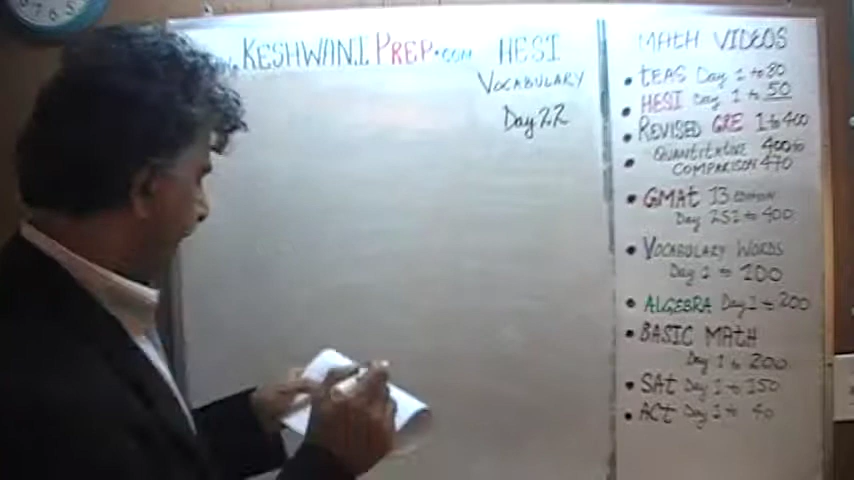 KESHWANI PREP.COM HESI
VOCABULARY
Day 22
MATH VIDEOS
• TEAS Day 1 to 80
• HESI Day 1 to 50
• REVISED GRE 1 to 400
• QUANTITATIVE 400 to
COMPARISON 470
• GMAT 13 EDITION
Day 251 to 400
• VOCABULARY WORDS
Day 1 to 100
• ALGEBRA Day 1 to 200
• BASIC MATH
Day 1 to 200
• SAT Day 1 to 150
• ACT Day 1 to 40